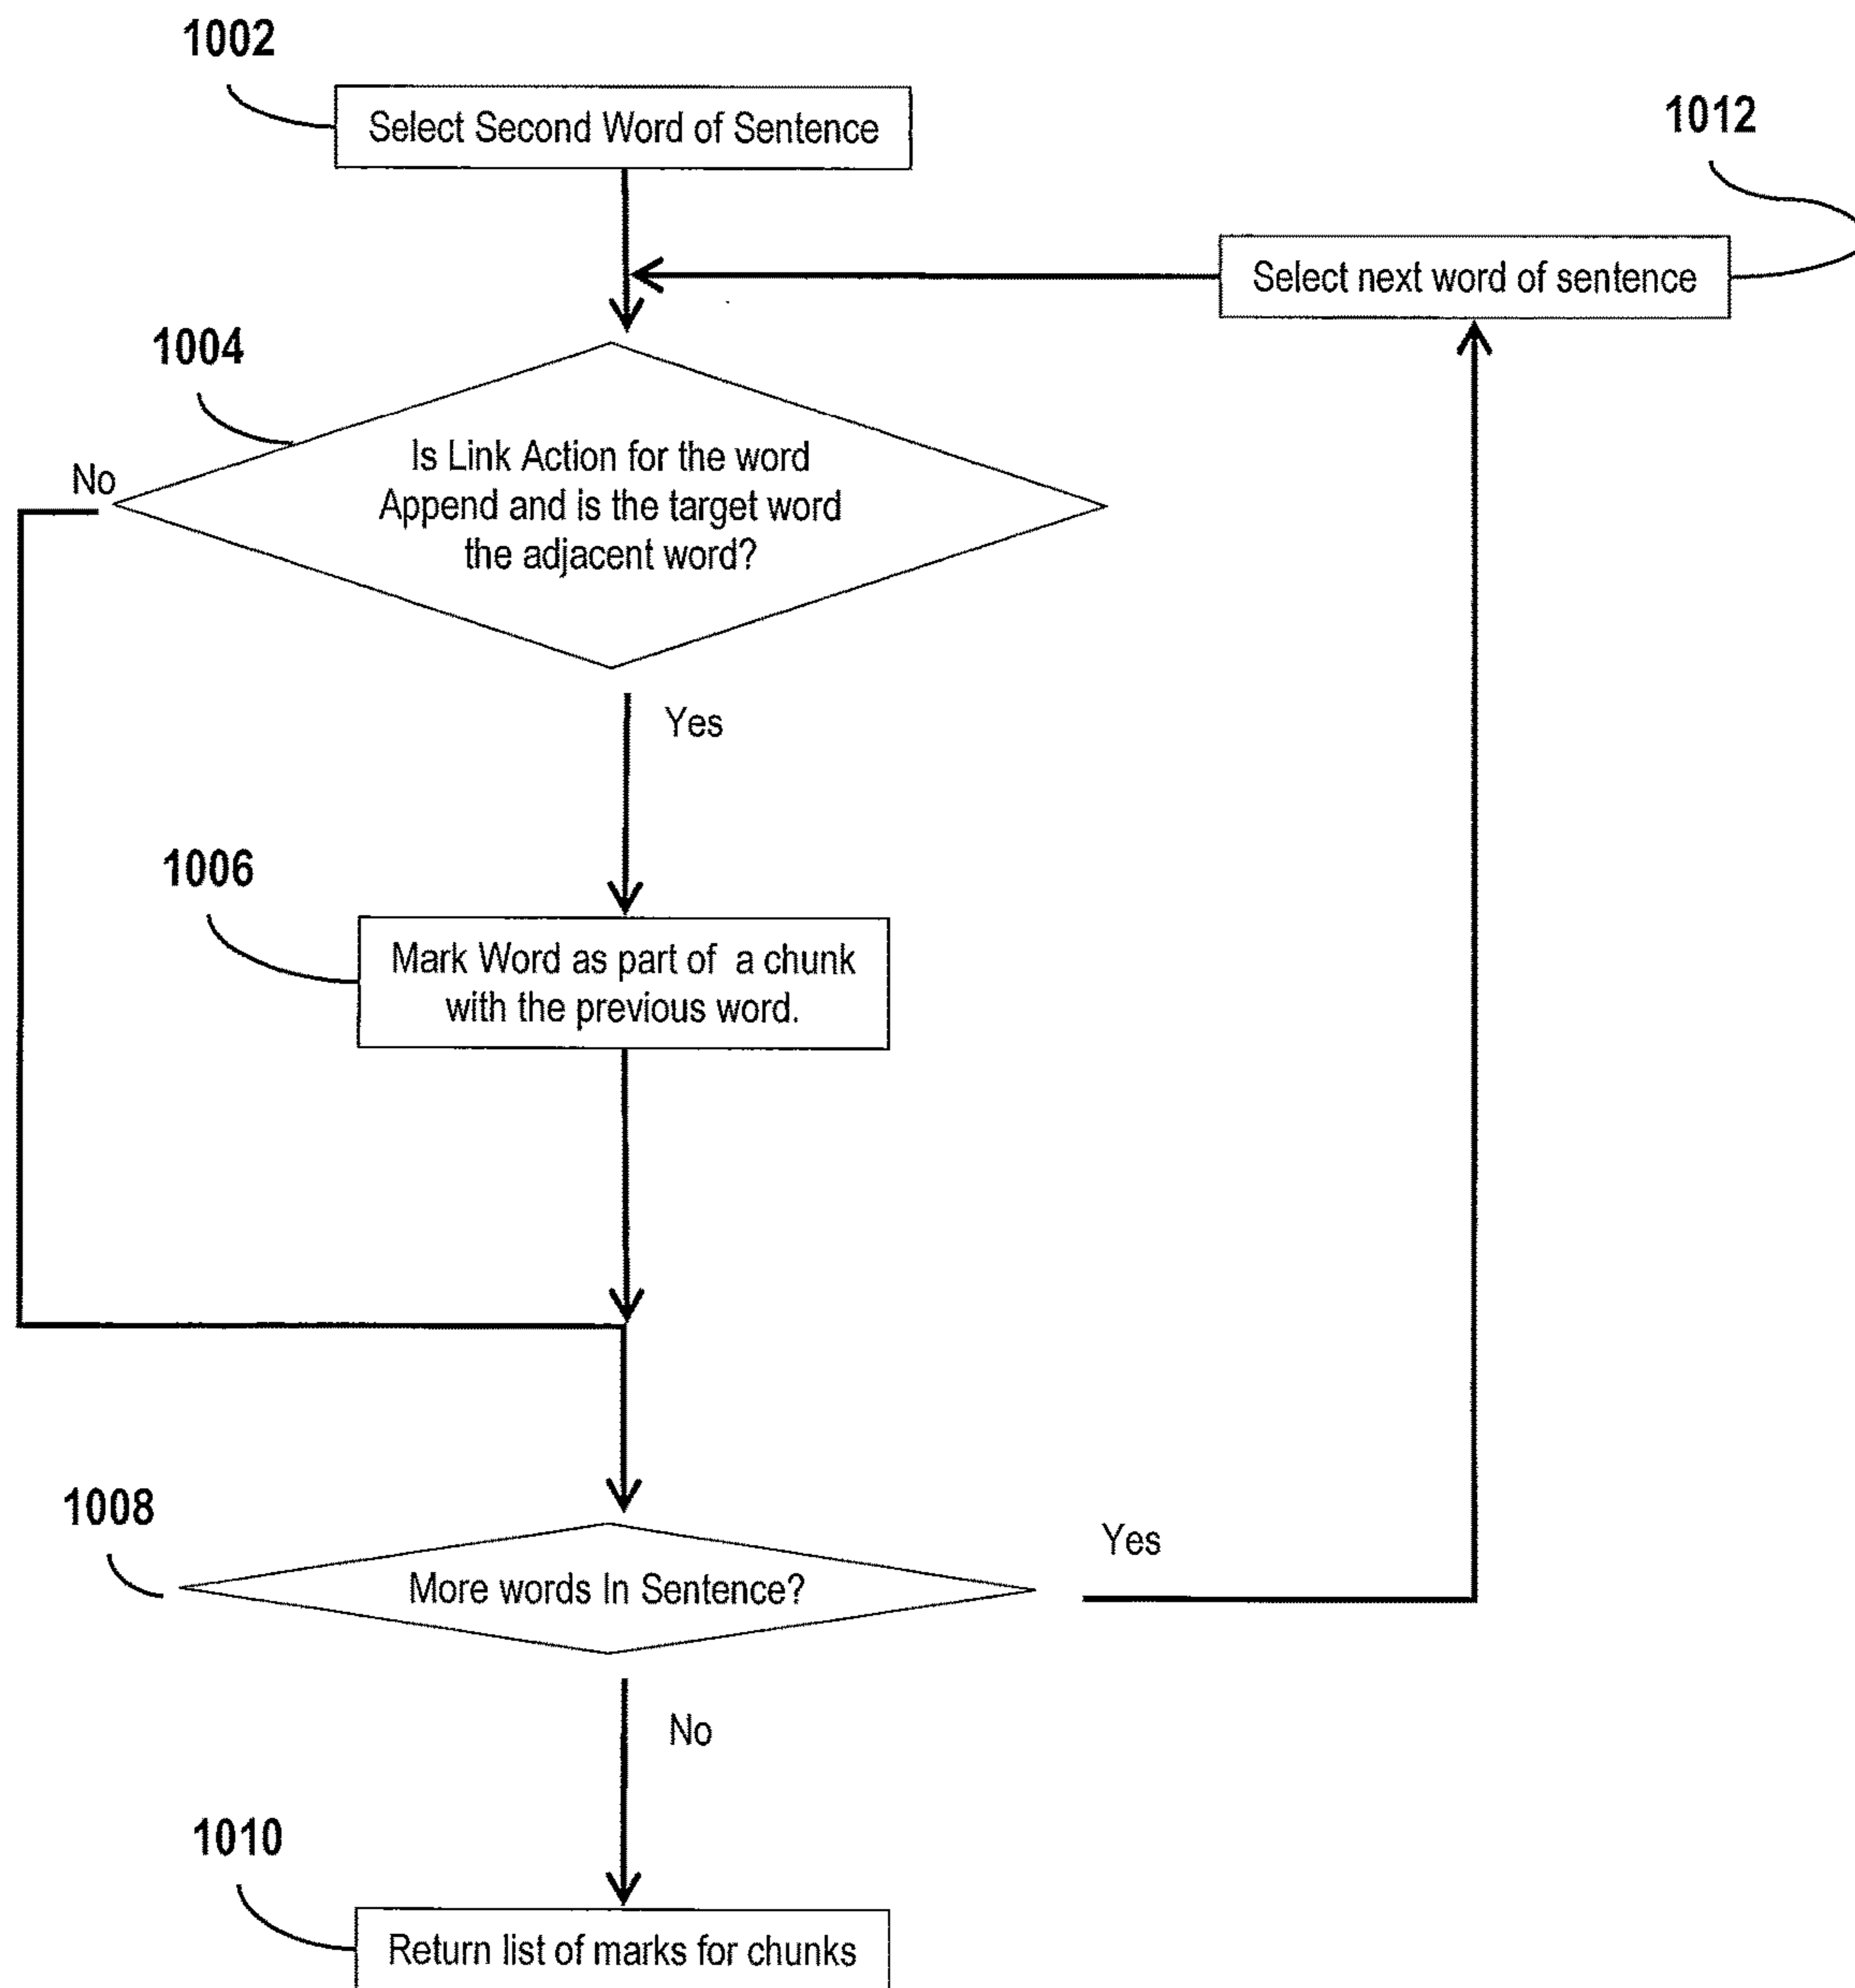 1002
Select Second Word of Sentence
1012
Select next word of sentence
1004
Is Link Action for the word
Append and is the target word
the adjacent word?
No
Yes
1006
Mark Word as part of a chunk
with the previous word.
1008
More words In Sentence?
Yes
No
1010
Return list of marks for chunks